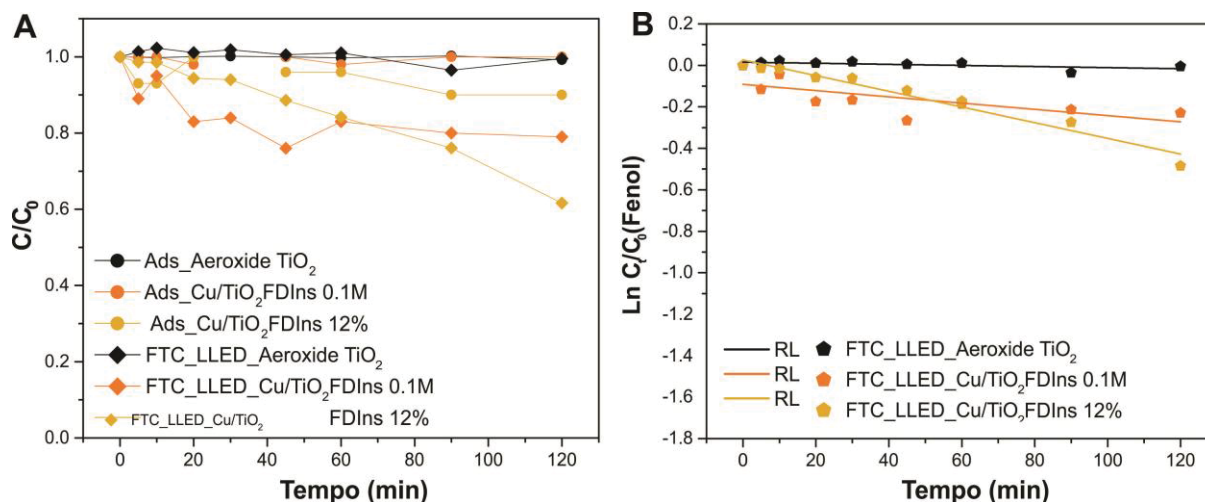 A
C/C₀
1.0
0.8
0.6
0.4
0.2
0.0
Ads_Aeroxide TiO₂
Ads_Cu/TiO₂FDIns 0.1M
Ads_Cu/TiO₂FDIns 12%
FTC_LLED_Aeroxide TiO₂
FTC_LLED_Cu/TiO₂FDIns 0.1M
FTC_LLED_Cu/TiO₂ FDIns 12%
0 20 40 60 80 100 120
Tempo (min)
B
Ln Cₜ/C₀(Fenol)
0.2
0.0
-0.2
-0.4
-0.6
-0.8
-1.0
-1.2
-1.4
-1.6
-1.8
RL FTC_LLED_Aeroxide TiO₂
RL FTC_LLED_Cu/TiO₂FDIns 0.1M
RL FTC_LLED_Cu/TiO₂FDIns 12%
0 20 40 60 80 100 120
Tempo (min)